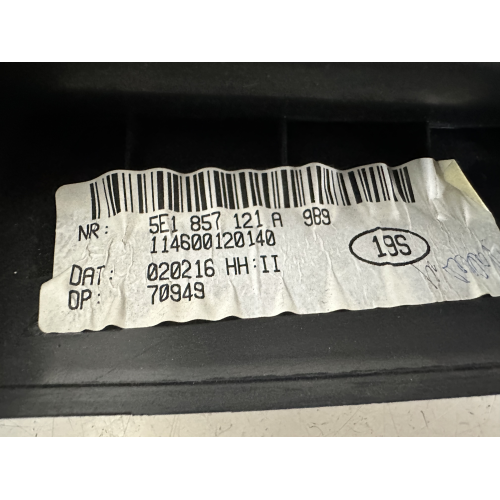 NR: 5E1 857 121 A 9B9
114600120140
19S
DAT: 020216 HH:II
OP: 70949